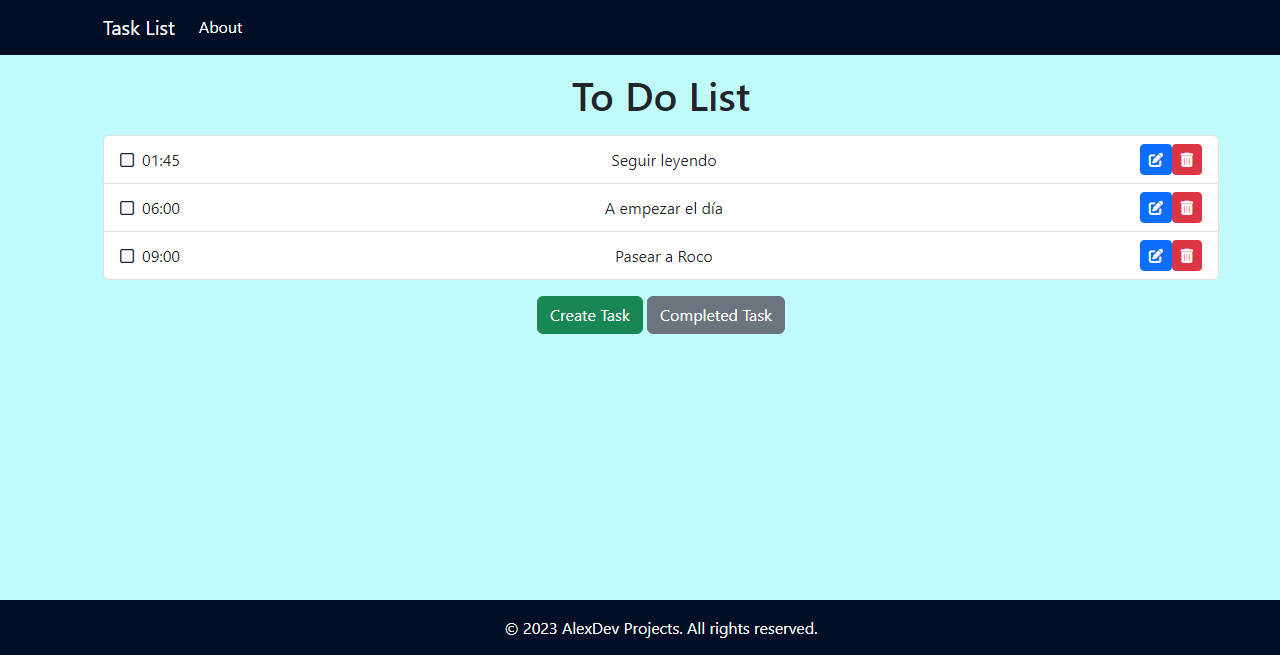 Task List About
To Do List
01:45 Seguir leyendo
06:00 A empezar el día
09:00 Pasear a Roco
Create Task Completed Task
© 2023 AlexDev Projects. All rights reserved.